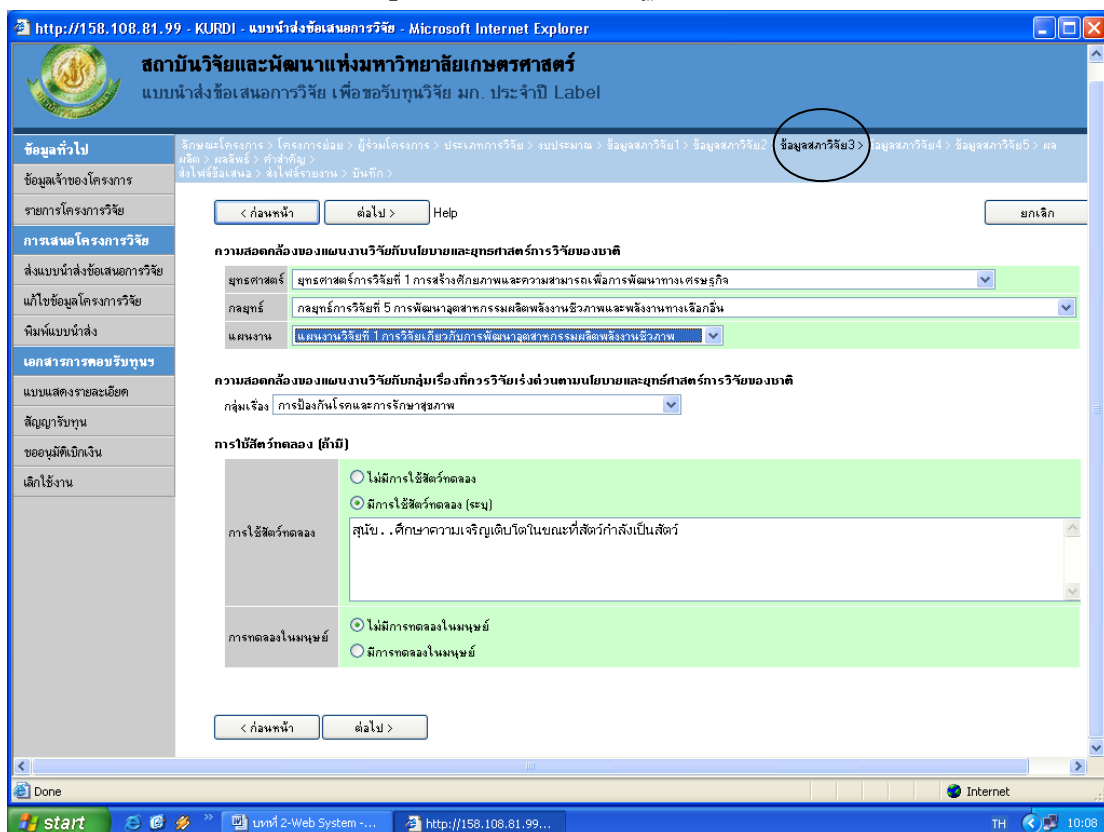 http://158.108.81.99 - KURDI - แบบนำส่งข้อเสนอการวิจัย - Microsoft Internet Explorer
สถาบันวิจัยและพัฒนาแห่งมหาวิทยาลัยเกษตรศาสตร์
แบบนำส่งข้อเสนอการวิจัย เพื่อขอรับทุนวิจัย มก. ประจำปี Label
ลักษณะโครงการ > โครงการย่อย > ผู้ร่วมโครงการ > ประเภทการวิจัย > งบประมาณ > ข้อมูลสภาวิจัย1 > ข้อมูลสภาวิจัย2 ข้อมูลสภาวิจัย3 > อมูลสภาวิจัย4 > ข้อมูลสภาวิจัย5 > ผล
ผลิต > ผลลัพธ์ > คำสำคัญ >
ส่งไฟล์ข้อเสนอ > ส่งไฟล์รายงาน > บันทึก >
ข้อมูลทั่วไป
ข้อมูลเจ้าของโครงการ
รายการโครงการวิจัย
การเสนอโครงการวิจัย
ส่งแบบนำส่งข้อเสนอการวิจัย
แก้ไขข้อมูลโครงการวิจัย
พิมพ์แบบนำส่ง
เอกสารการตอบรับทุนฯ
แบบแสดงรายละเอียด
สัญญารับทุน
ขออนุมัติเบิกเงิน
เลิกใช้งาน
< ก่อนหน้า ต่อไป > Help ยกเลิก
ความสอดคล้องของแผนงานวิจัยกับนโยบายและยุทธศาสตร์การวิจัยของชาติ
ยุทธศาสตร์ ยุทธศาสตร์การวิจัยที่ 1 การสร้างศักยภาพและความสามารถเพื่อการพัฒนาทางเศรษฐกิจ
กลยุทธ์ กลยุทธ์การวิจัยที่ 5 การพัฒนาอุตสาหกรรมผลิตพลังงานชีวภาพและพลังงานทางเลือกอื่น
แผนงาน แผนงานวิจัยที่ 1 การวิจัยเกี่ยวกับการพัฒนาอุตสาหกรรมผลิตพลังงานชีวภาพ
ความสอดคล้องของแผนงานวิจัยกับกลุ่มเรื่องที่ควรวิจัยเร่งด่วนตามนโยบายและยุทธ์ศาสตร์การวิจัยของชาติ
กลุ่มเรื่อง การป้องกันโรคและการรักษาสุขภาพ
การใช้สัตว์ทดลอง (ถ้ามี)
ไม่มีการใช้สัตว์ทดลอง
มีการใช้สัตว์ทดลอง (ระบุ)
การใช้สัตว์ทดลอง สุนัข..ศึกษาความเจริญเติบโตในขณะที่สัตว์กำลังเป็นสัตว์
ไม่มีการทดลองในมนุษย์
การทดลองในมนุษย์
มีการทดลองในมนุษย์
< ก่อนหน้า ต่อไป >
Done Internet
start บทที่ 2-Web System -... http://158.108.81.99... TH 10:08